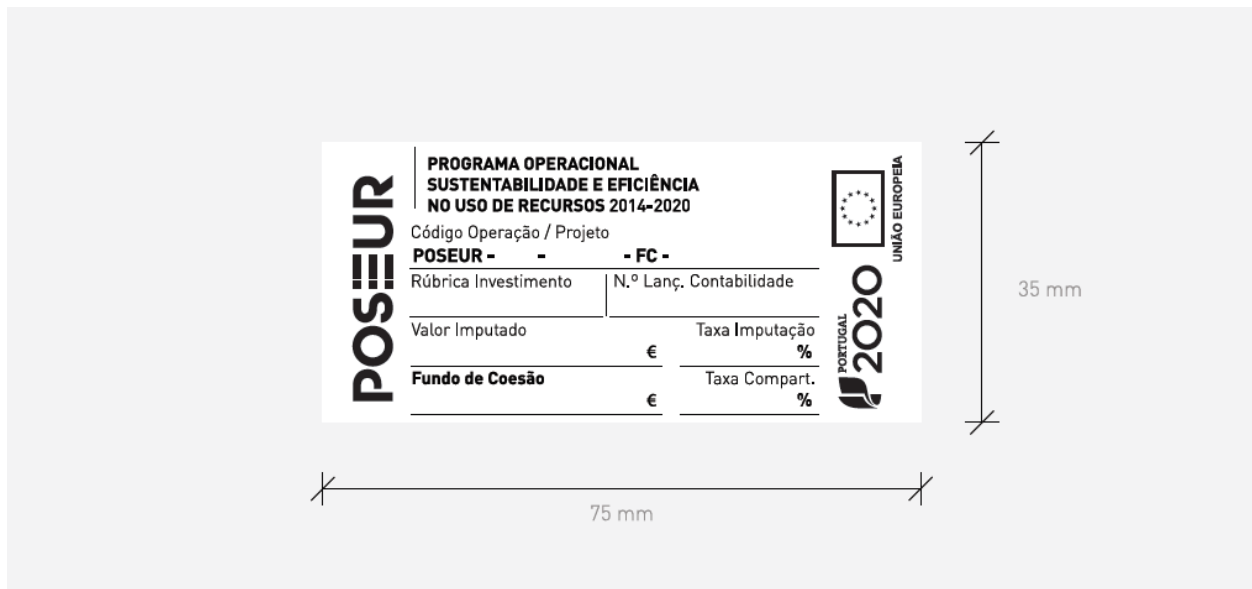 POSEUR
PROGRAMA OPERACIONAL
SUSTENTABILIDADE E EFICIÊNCIA
NO USO DE RECURSOS 2014-2020
Código Operação / Projeto
POSEUR - - - FC -
Rúbrica Investimento N.º Lanç. Contabilidade
Valor Imputado Taxa Imputação
€ %
Fundo de Coesão Taxa Compart.
€ %
UNIÃO EUROPEIA
PORTUGAL
2020
35 mm
75 mm